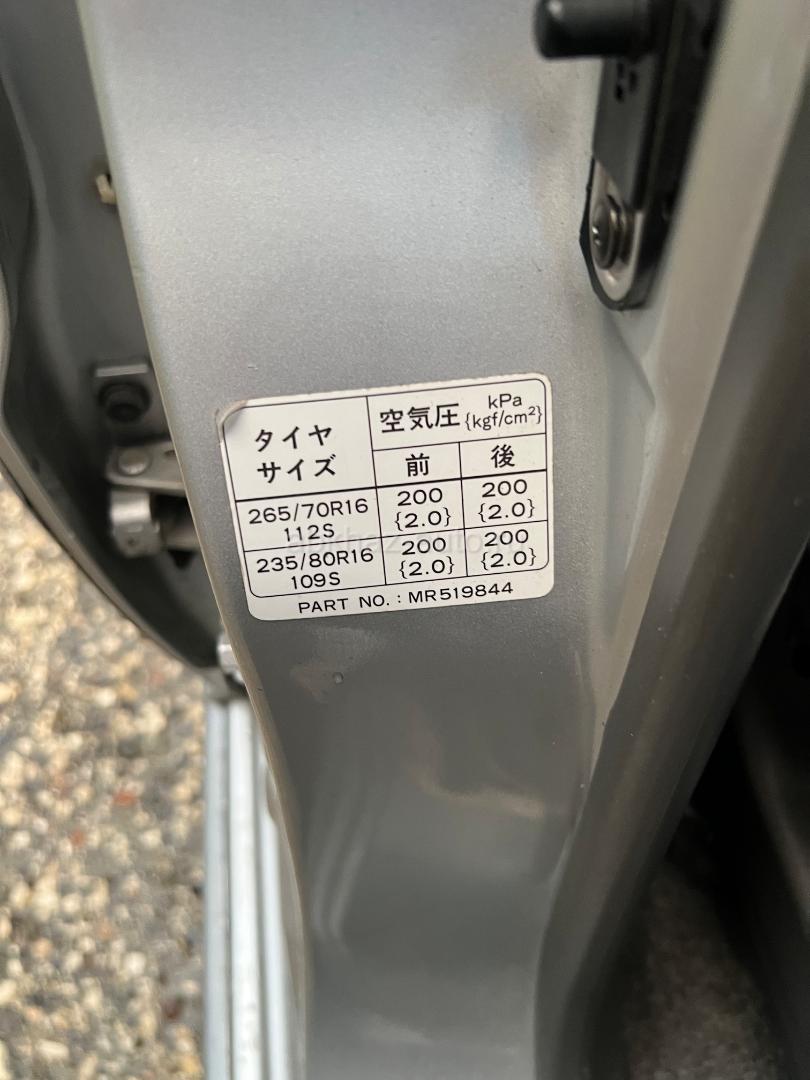 タイヤ
サイズ
空気圧 kPa {kgf/cm²}
前 後
265/70R16 112S 200 {2.0} 200 {2.0}
235/80R16 109S 200 {2.0} 200 {2.0}
PART NO. : MR519844